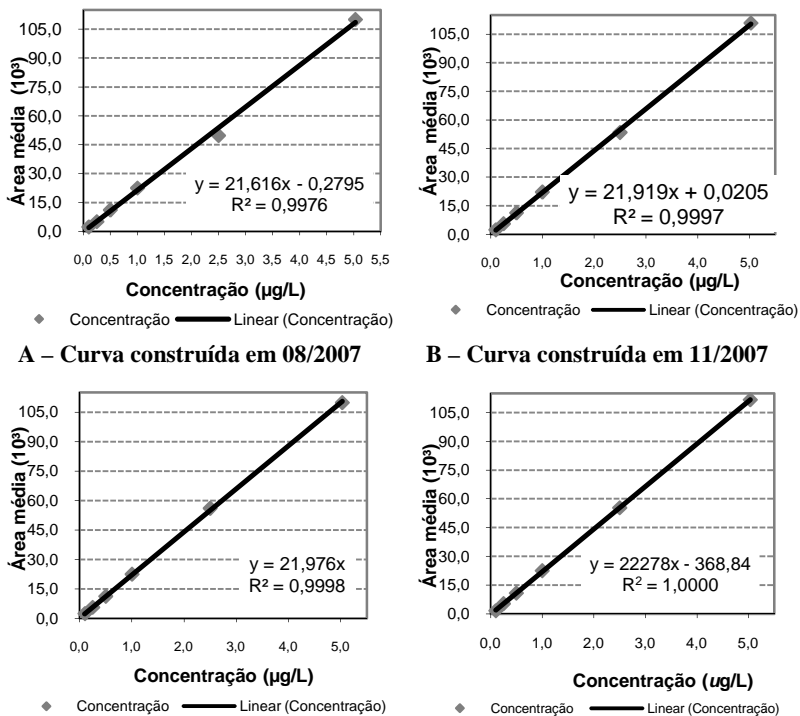 Área média (10³)
105,0
90,0
75,0
60,0
45,0
30,0
15,0
0,0
y = 21,616x - 0,2795
R² = 0,9976
0,0 0,5 1,0 1,5 2,0 2,5 3,0 3,5 4,0 4,5 5,0 5,5
Concentração (µg/L)
Concentração Linear (Concentração)
A – Curva construída em 08/2007
Área média (10³)
105,0
90,0
75,0
60,0
45,0
30,0
15,0
0,0
y = 21,919x + 0,0205
R² = 0,9997
0,0 1,0 2,0 3,0 4,0 5,0
Concentração (µg/L)
Concentração Linear (Concentração)
B – Curva construída em 11/2007
Área média (10³)
105,0
90,0
75,0
60,0
45,0
30,0
15,0
0,0
y = 21,976x
R² = 0,9998
0,0 1,0 2,0 3,0 4,0 5,0
Concentração (µg/L)
Concentração Linear (Concentração)
Área média (10³)
105,0
90,0
75,0
60,0
45,0
30,0
15,0
0,0
y = 22278x - 368,84
R² = 1,0000
0,0 1,0 2,0 3,0 4,0 5,0
Concentração (ug/L)
Concentração Linear (Concentração)